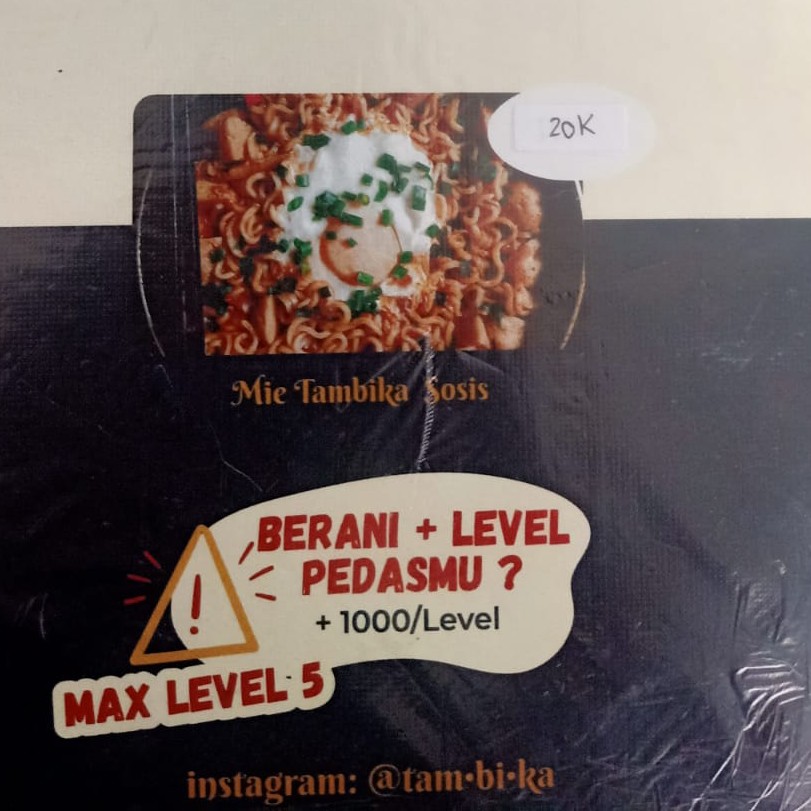 20K
Mie Tambika Sosis
BERANI + LEVEL
PEDASMU ?
+ 1000/Level
MAX LEVEL 5
instagram: @tam•bi•ka